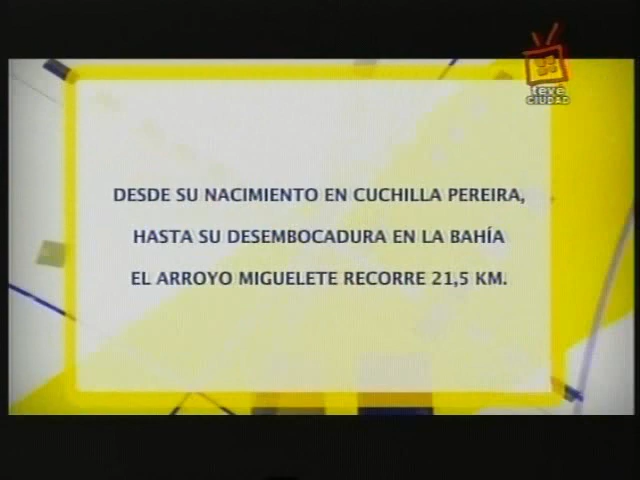 tevé
CIUDAD
DESDE SU NACIMIENTO EN CUCHILLA PEREIRA,
HASTA SU DESEMBOCADURA EN LA BAHÍA
EL ARROYO MIGUELETE RECORRE 21,5 KM.